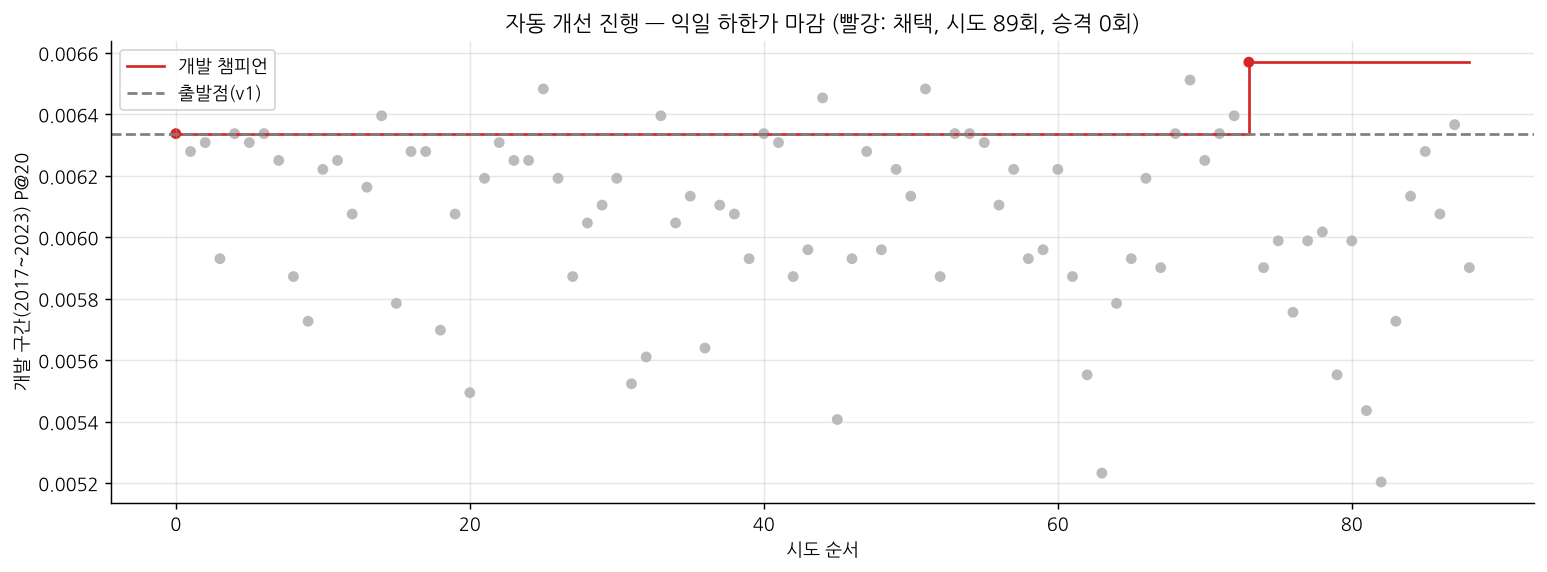 자동 개선 진행 — 익일 하한가 마감 (빨강: 채택, 시도 89회, 승격 0회)
개발 챔피언
출발점(v1)
개발 구간(2017~2023) P@20
0.0066
0.0064
0.0062
0.0060
0.0058
0.0056
0.0054
0.0052
0
20
40
60
80
시도 순서